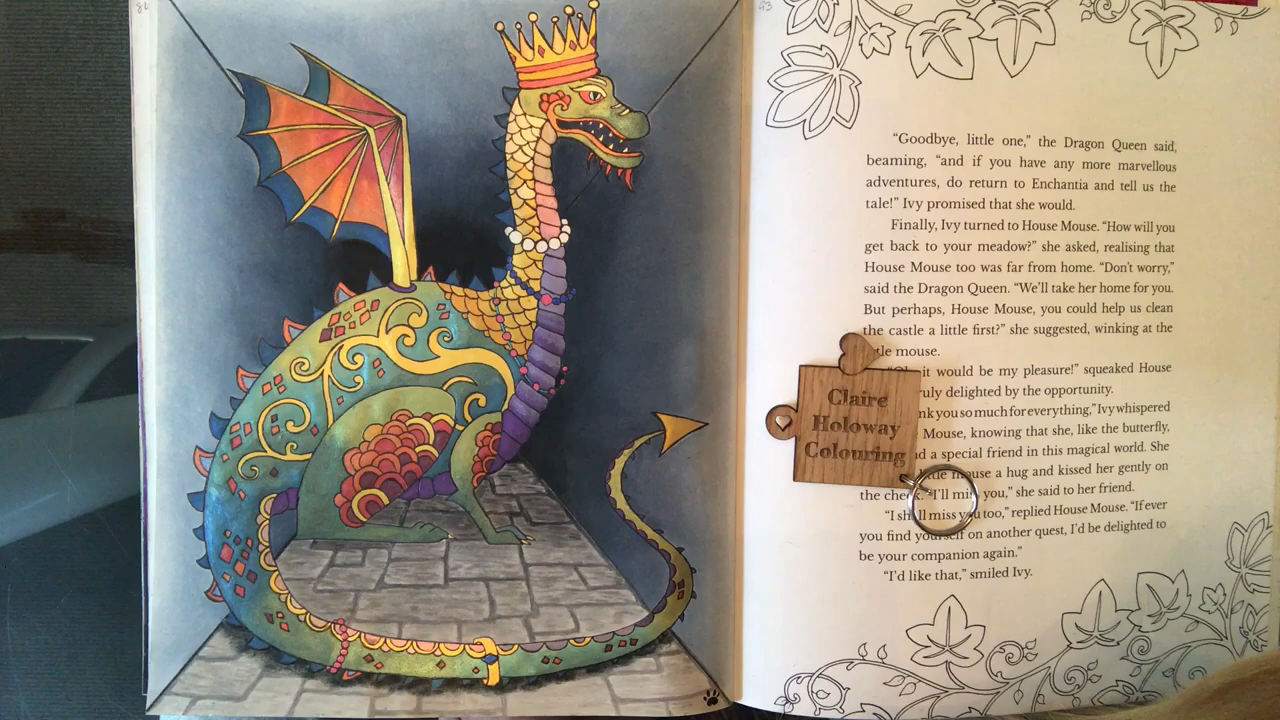 “Goodbye, little one,” the Dragon Queen said,
beaming, “and if you have any more marvellous
adventures, do return to Enchantia and tell us the
tale!” Ivy promised that she would.
Finally, Ivy turned to House Mouse. “How will you
get back to your meadow?” she asked, realising that
House Mouse too was far from home. “Don’t worry,”
said the Dragon Queen. “We’ll take her home for you.
But perhaps, House Mouse, you could help us clean
the castle a little first?” she suggested, winking at the
mouse.
it would be my pleasure!” squeaked House
delighted by the opportunity.
you so much for everything,” Ivy whispered
Mouse, knowing that she, like the butterfly,
a special friend in this magical world. She
mouse a hug and kissed her gently on
the cheek. “I’ll miss you,” she said to her friend.
“I shall miss you too,” replied House Mouse. “If ever
you find yourself on another quest, I’d be delighted to
be your companion again.”
“I’d like that,” smiled Ivy.
Claire
Holoway
Colouring